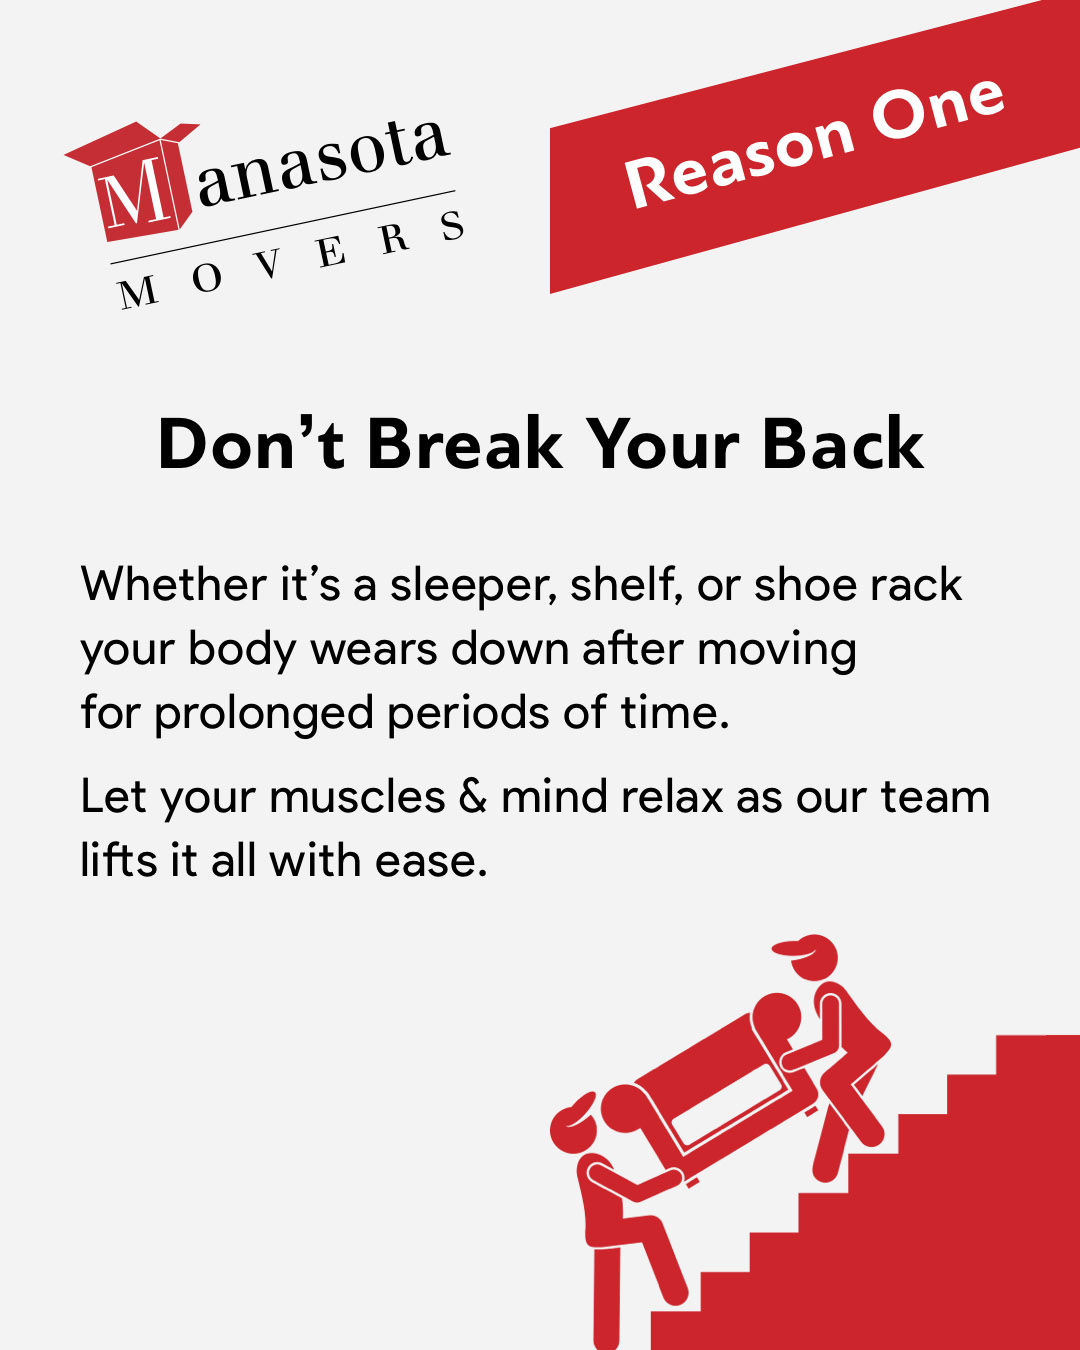 Manasota
MOVERS
Reason One
Don’t Break Your Back
Whether it’s a sleeper, shelf, or shoe rack
your body wears down after moving
for prolonged periods of time.
Let your muscles & mind relax as our team
lifts it all with ease.